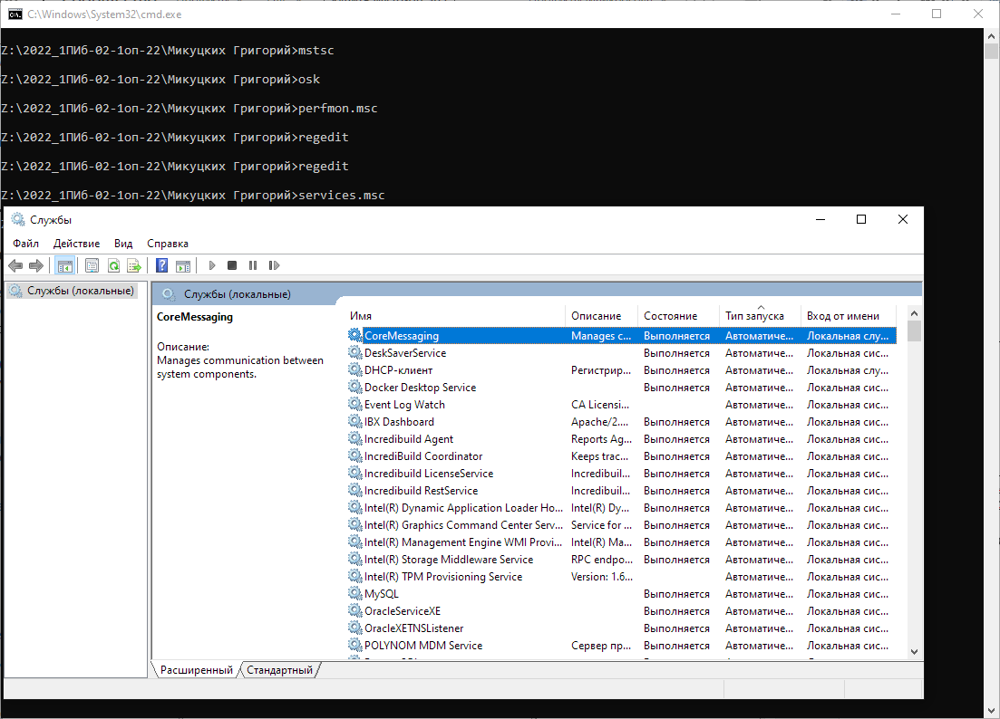 C:\Windows\System32\cmd.exe
Z:\2022_1ПИб-02-1оп-22\Микуцких Григорий>mstsc
Z:\2022_1ПИб-02-1оп-22\Микуцких Григорий>osk
Z:\2022_1ПИб-02-1оп-22\Микуцких Григорий>perfmon.msc
Z:\2022_1ПИб-02-1оп-22\Микуцких Григорий>regedit
Z:\2022_1ПИб-02-1оп-22\Микуцких Григорий>regedit
Z:\2022_1ПИб-02-1оп-22\Микуцких Григорий>services.msc
Службы
Файл Действие Вид Справка
Службы (локальные)
Службы (локальные)
CoreMessaging
Описание:
Manages communication between
system components.
Имя Описание Состояние Тип запуска Вход от имени
CoreMessaging Manages c... Выполняется Автоматиче... Локальная слу...
DeskSaverService Выполняется Автоматиче... Локальная сис...
DHCP-клиент Регистрир... Выполняется Автоматиче... Локальная слу...
Docker Desktop Service Выполняется Автоматиче... Локальная сис...
Event Log Watch CA Licensi... Автоматиче... Локальная сис...
IBX Dashboard Apache/2.... Выполняется Автоматиче... Локальная сис...
Incredibuild Agent Reports Ag... Выполняется Автоматиче... Локальная сис...
IncrediBuild Coordinator Keeps trac... Выполняется Автоматиче... Локальная сис...
Incredibuild LicenseService Incredibuil... Выполняется Автоматиче... Локальная сис...
Incredibuild RestService Incredibuil... Выполняется Автоматиче... Локальная сис...
Intel(R) Dynamic Application Loader Ho... Intel(R) Dy... Выполняется Автоматиче... Локальная сис...
Intel(R) Graphics Command Center Serv... Service for ... Выполняется Автоматиче... Локальная сис...
Intel(R) Management Engine WMI Provi... Intel(R) Ma... Выполняется Автоматиче... Локальная сис...
Intel(R) Storage Middleware Service RPC endpo... Выполняется Автоматиче... Локальная сис...
Intel(R) TPM Provisioning Service Version: 1.6... Автоматиче... Локальная сис...
MySQL Выполняется Автоматиче... Локальная сис...
OracleServiceXE Выполняется Автоматиче... Локальная сис...
OracleXETNSListener Выполняется Автоматиче... Локальная сис...
POLYNOM MDM Service Сервер пр... Выполняется Автоматиче... Локальная сис...
Расширенный Стандартный